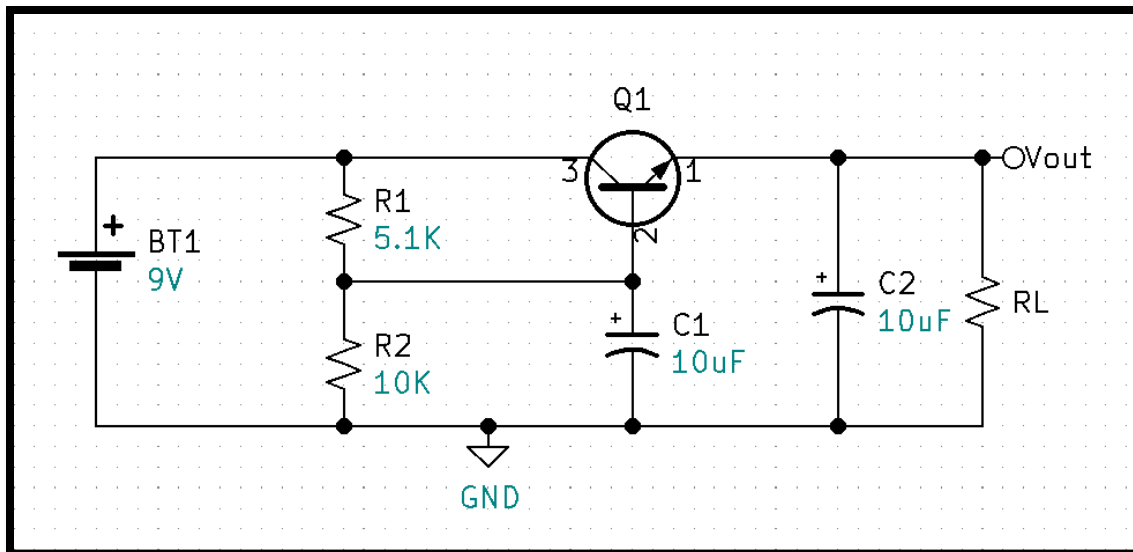 Q1
3
1
Vout
R1
5.1K
2
+
BT1
9V
+
C2
10uF
RL
+
C1
10uF
R2
10K
GND